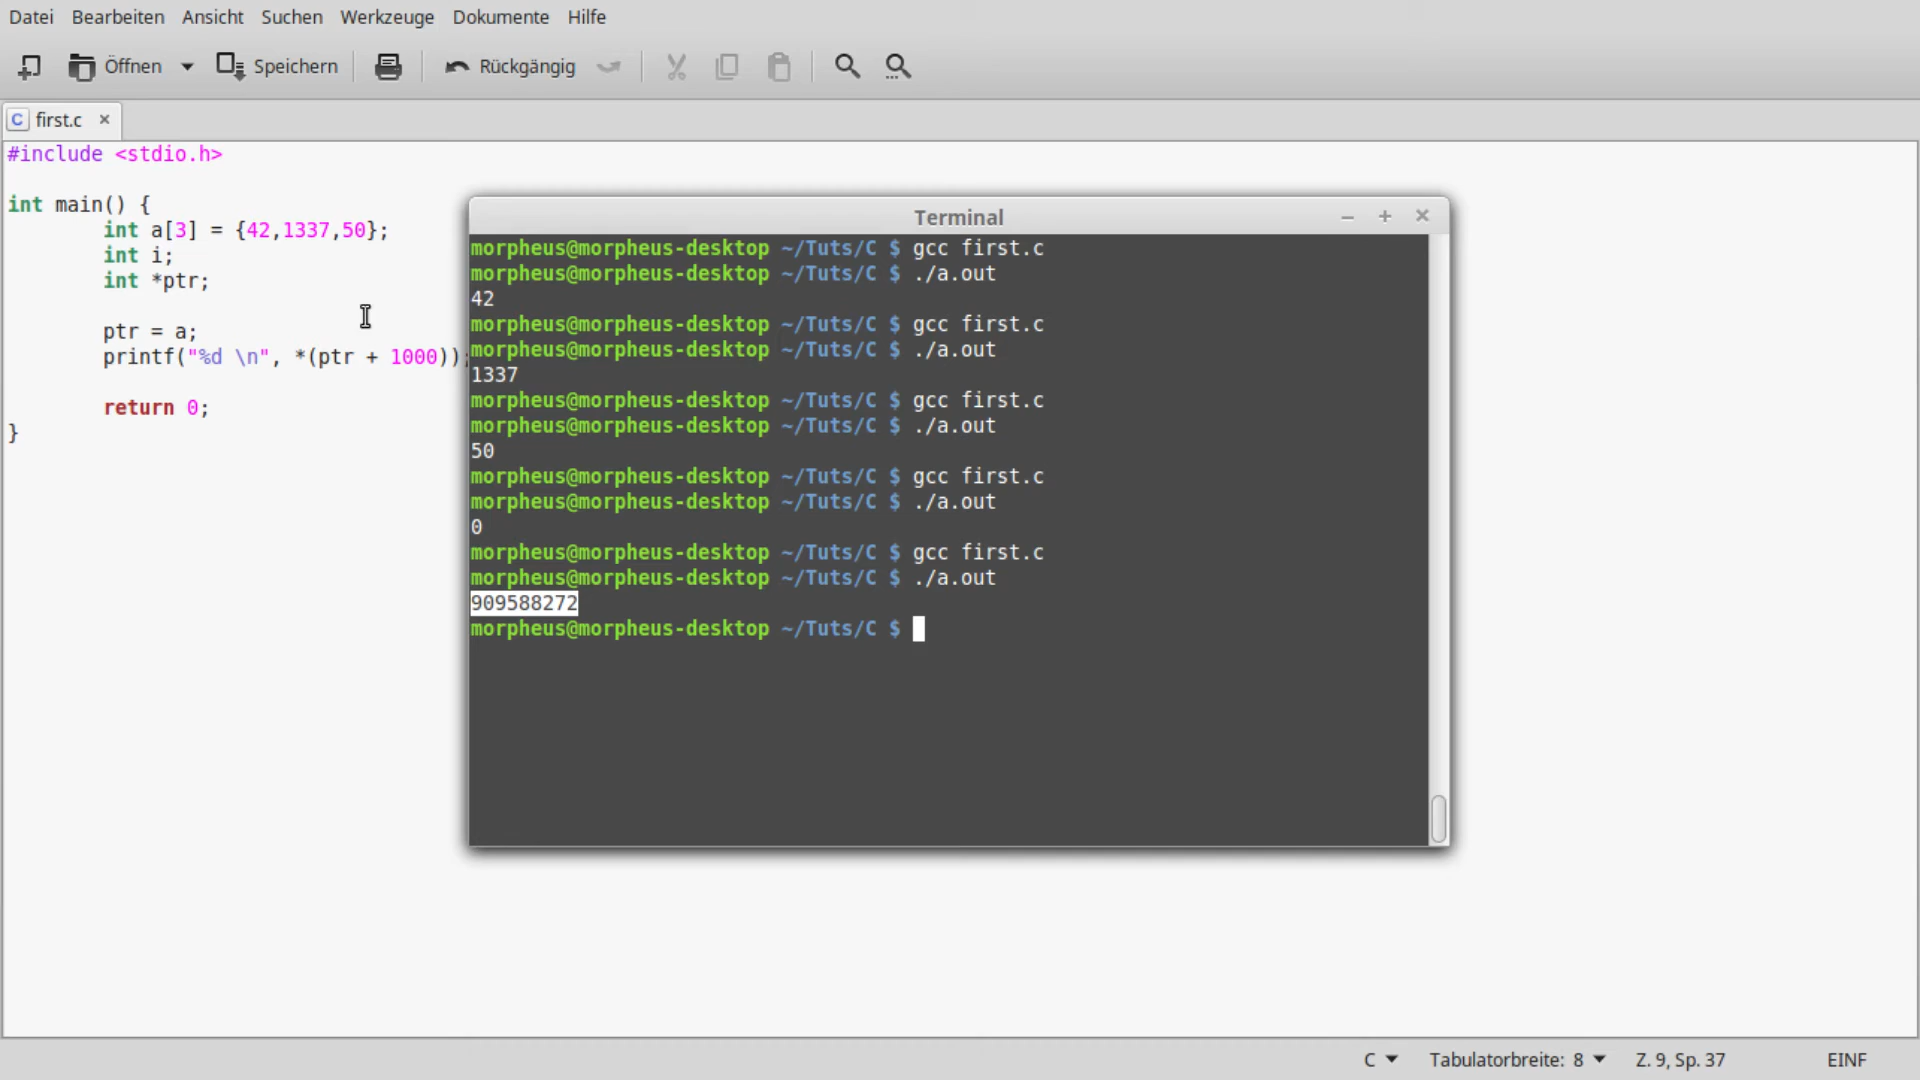 Datei Bearbeiten Ansicht Suchen Werkzeuge Dokumente Hilfe
Öffnen Speichern Rückgängig
C first.c
#include <stdio.h>
int main() {
int a[3] = {42,1337,50};
int i;
int *ptr;
ptr = a;
printf("%d \n", *(ptr + 1000));
return 0;
}
Terminal
morpheus@morpheus-desktop ~/Tuts/C $ gcc first.c
morpheus@morpheus-desktop ~/Tuts/C $ ./a.out
42
morpheus@morpheus-desktop ~/Tuts/C $ gcc first.c
morpheus@morpheus-desktop ~/Tuts/C $ ./a.out
1337
morpheus@morpheus-desktop ~/Tuts/C $ gcc first.c
morpheus@morpheus-desktop ~/Tuts/C $ ./a.out
50
morpheus@morpheus-desktop ~/Tuts/C $ gcc first.c
morpheus@morpheus-desktop ~/Tuts/C $ ./a.out
0
morpheus@morpheus-desktop ~/Tuts/C $ gcc first.c
morpheus@morpheus-desktop ~/Tuts/C $ ./a.out
909588272
morpheus@morpheus-desktop ~/Tuts/C $
C Tabulatorbreite: 8 Z. 9, Sp. 37 EINF